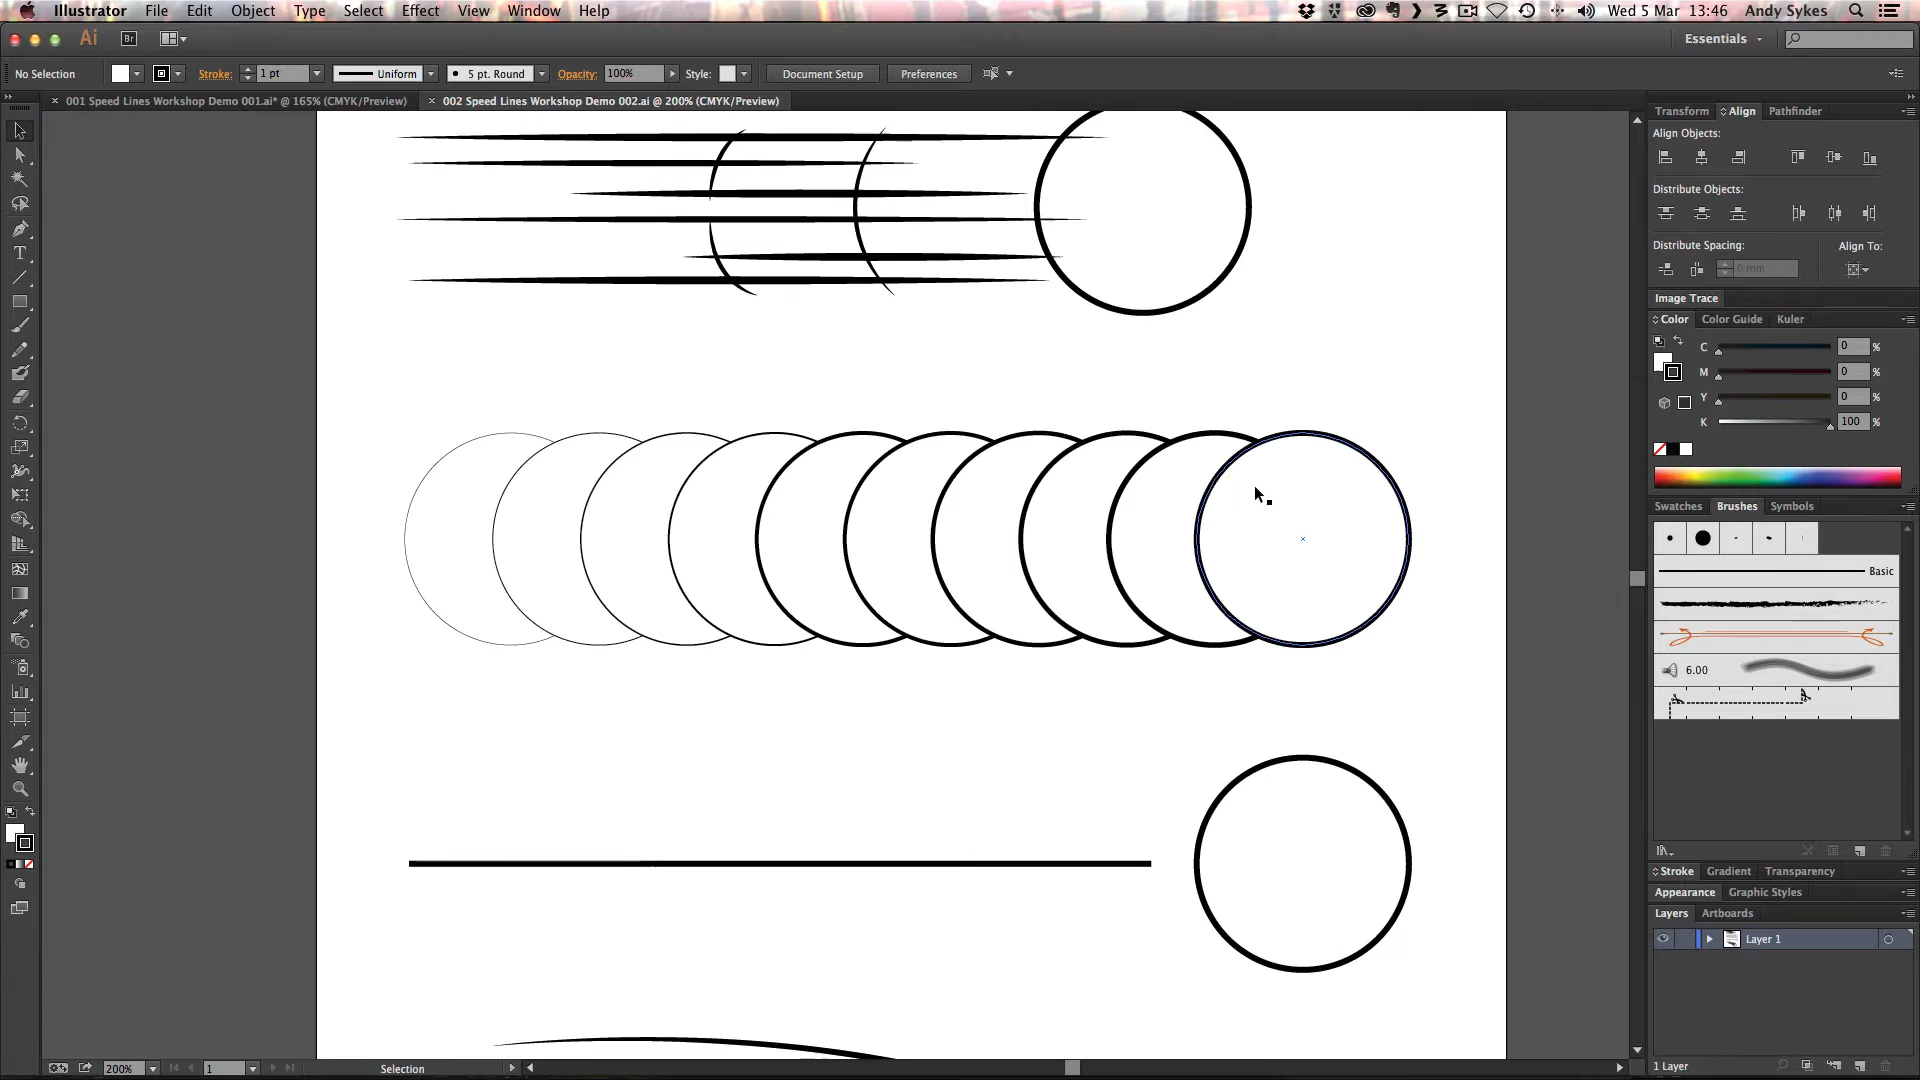 Illustrator File Edit Object Type Select Effect View Window Help Wed 5 Mar 13:46 Andy Sykes
Ai Br Essentials
No Selection Stroke: 1 pt Uniform 5 pt. Round Opacity: 100% Style: Document Setup Preferences
001 Speed Lines Workshop Demo 001.ai* @ 165% (CMYK/Preview) 002 Speed Lines Workshop Demo 002.ai @ 200% (CMYK/Preview)
Transform Align Pathfinder
Align Objects:
Distribute Objects:
Distribute Spacing: Align To:
0 mm
Image Trace
Color Color Guide Kuler
C 0 %
M 0 %
Y 0 %
K 100 %
Swatches Brushes Symbols
Basic
6.00
Stroke Gradient Transparency
Appearance Graphic Styles
Layers Artboards
Layer 1
1 Layer
200% 1 Selection